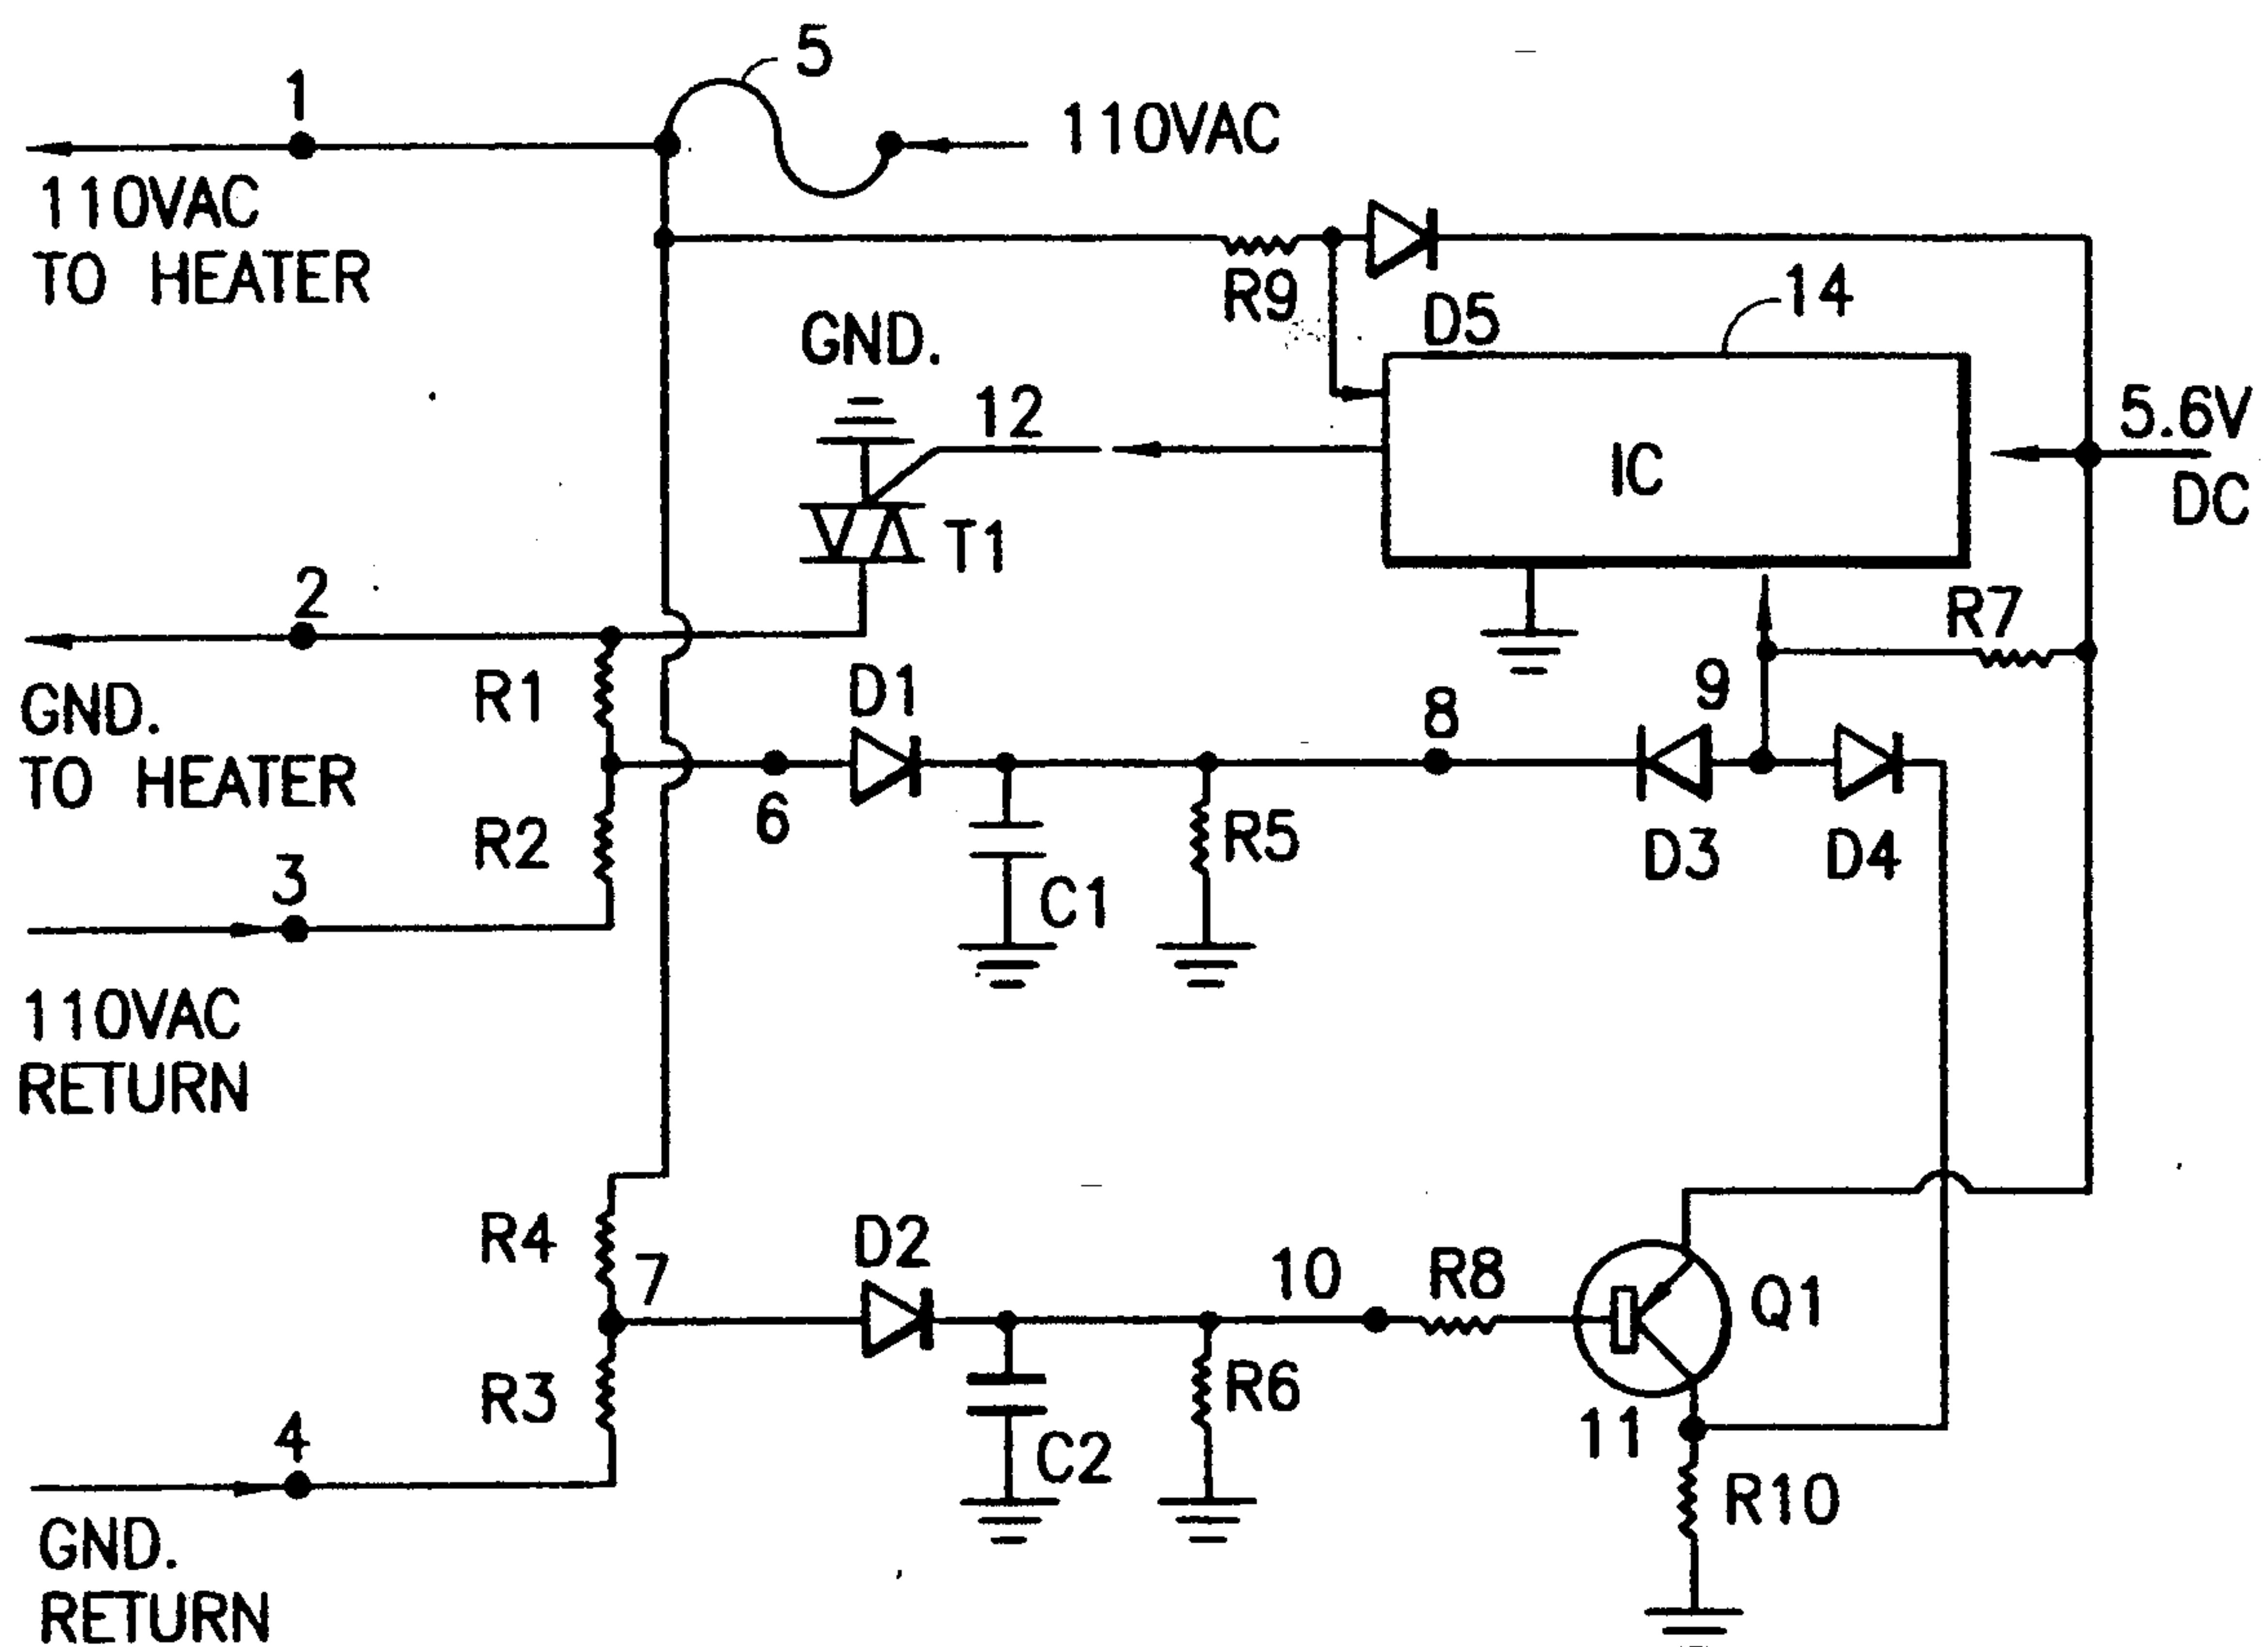 5
1
110VAC
110VAC
TO HEATER
R9
D5
14
GND.
12
5.6V
DC
IC
T1
2
R7
GND.
TO HEATER
R1
D1
8
9
6
R2
R5
D3
D4
3
C1
110VAC
RETURN
R4
7
D2
10
R8
Q1
R3
R6
11
4
C2
R10
GND.
RETURN